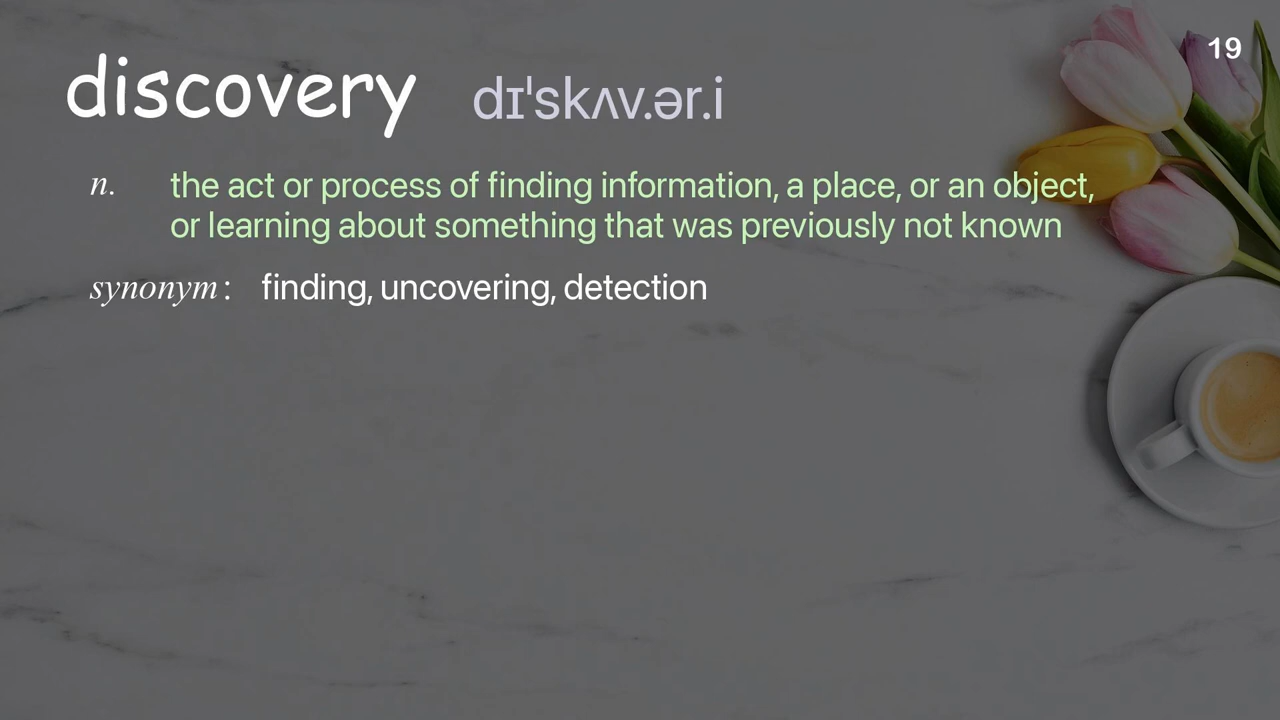 19
discovery dɪˈskʌv.ər.i
n. the act or process of finding information, a place, or an object,
or learning about something that was previously not known
synonym: finding, uncovering, detection